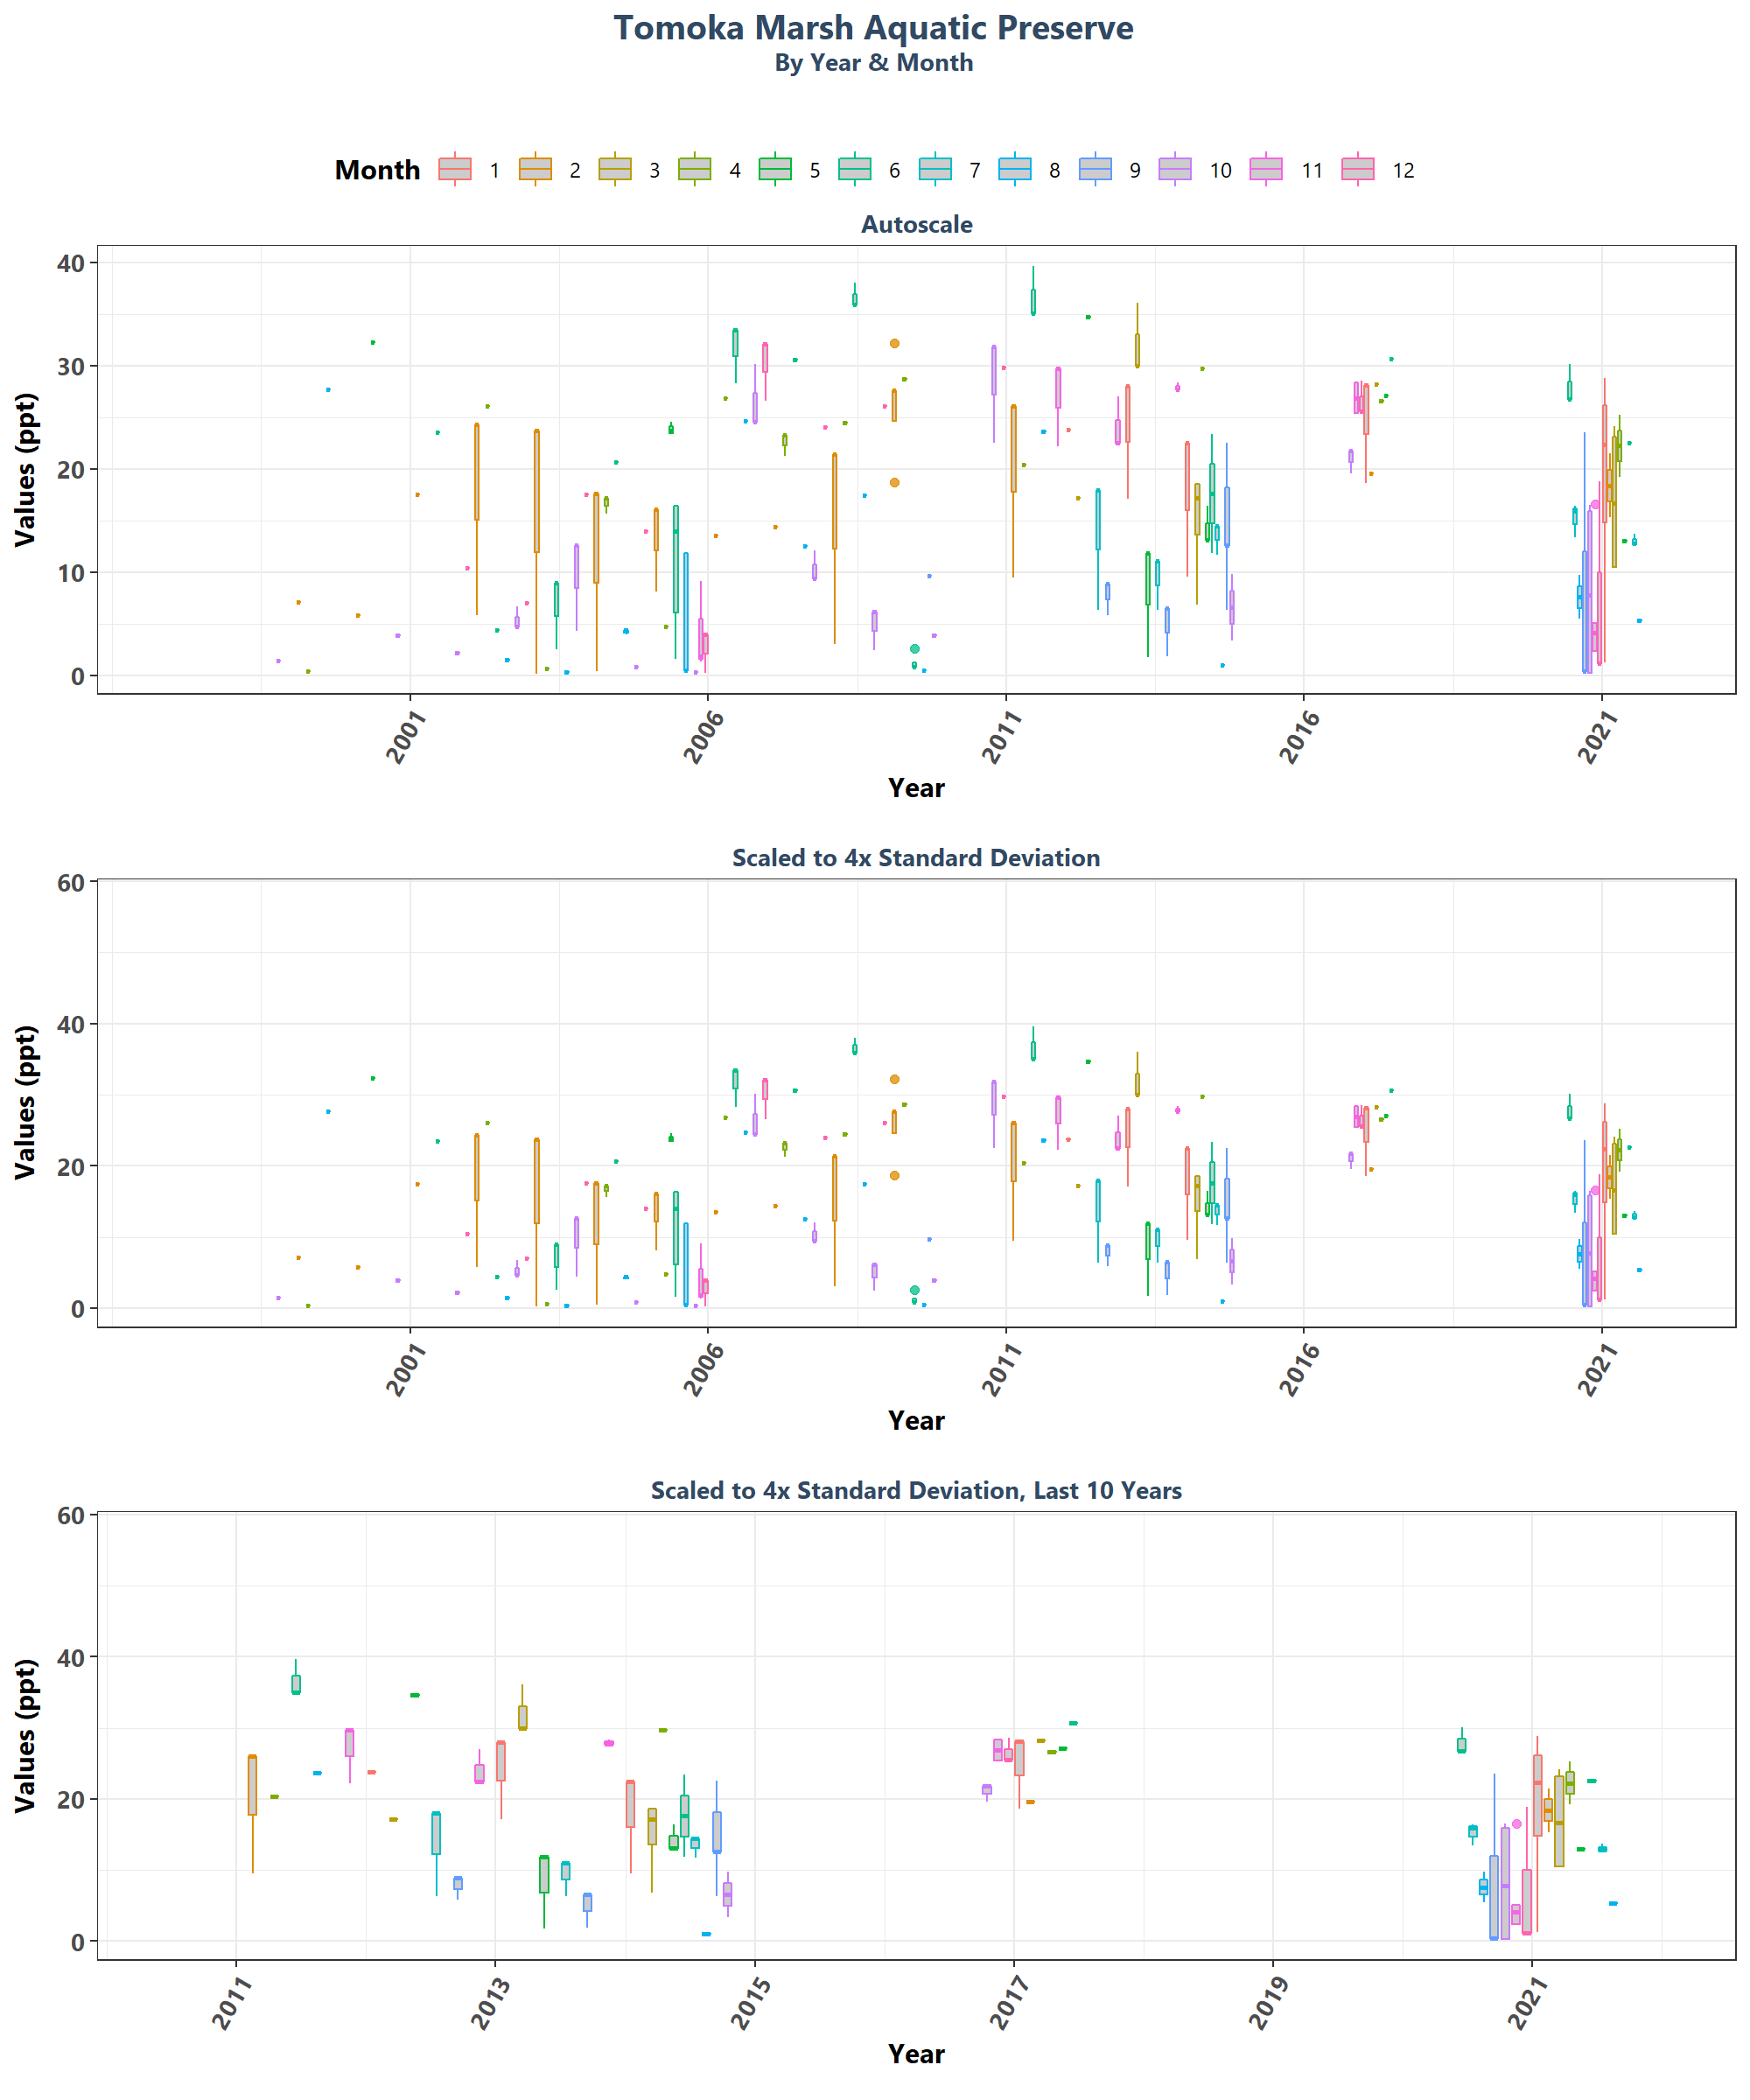 Tomoka Marsh Aquatic Preserve
By Year & Month
Month 1 2 3 4 5 6 7 8 9 10 11 12
Autoscale
Values (ppt)
40
30
20
10
0
2001 2006 2011 2016 2021
Year
Scaled to 4x Standard Deviation
Values (ppt)
60
40
20
0
2001 2006 2011 2016 2021
Year
Scaled to 4x Standard Deviation, Last 10 Years
Values (ppt)
60
40
20
0
2011 2013 2015 2017 2019 2021
Year